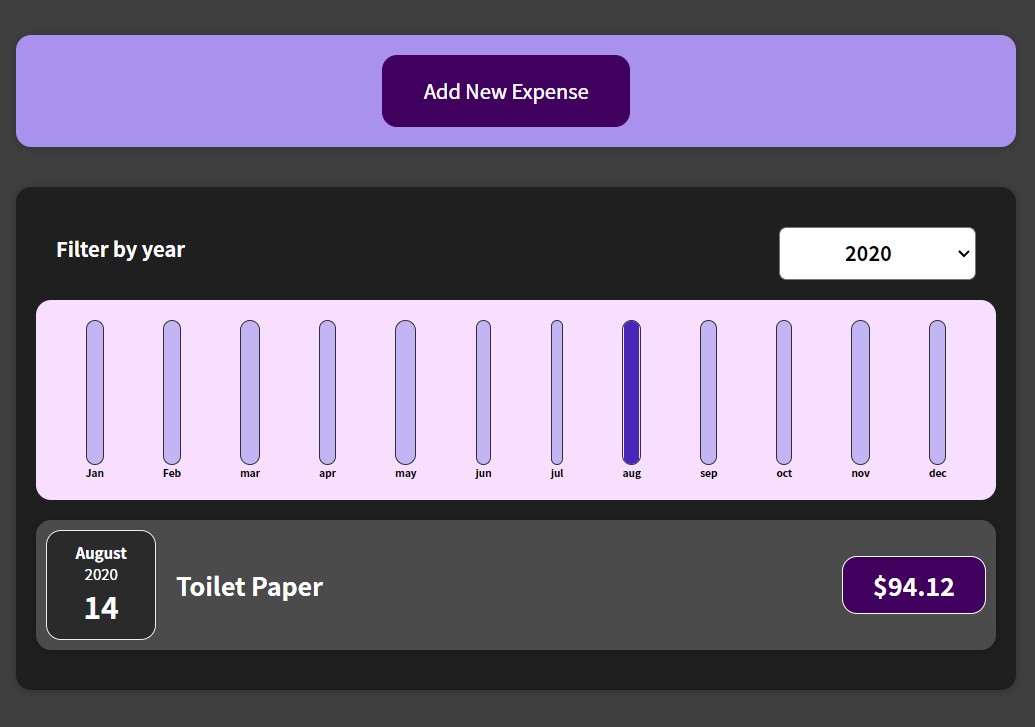 Add New Expense
Filter by year
2020
Jan Feb mar apr may jun jul aug sep oct nov dec
August
2020
14
Toilet Paper
$94.12